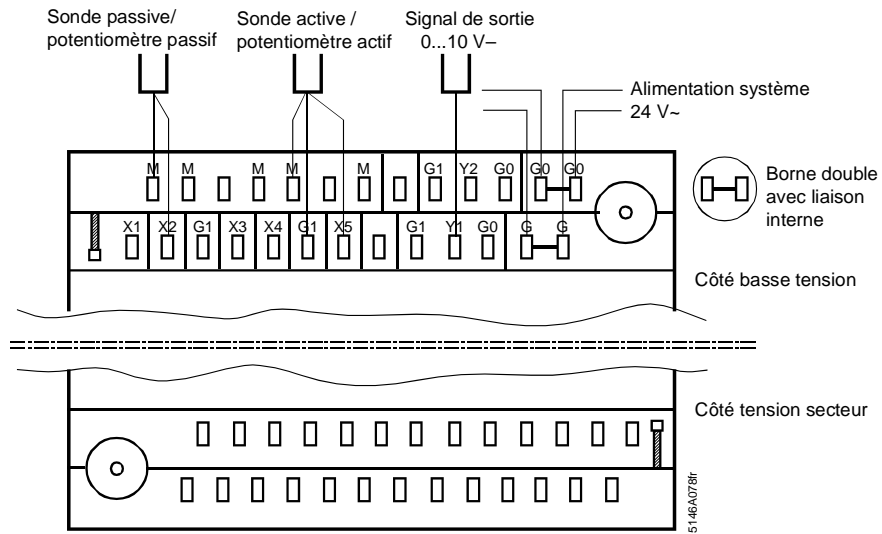 Sonde passive/
potentiomètre passif
Sonde active /
potentiomètre actif
Signal de sortie
0...10 V–
Alimentation système
24 V~
M M M M M G1 Y2 G0 G0 G0
X1 X2 G1 X3 X4 G1 X5 G1 Y1 G0 G G
Borne double
avec liaison
interne
Côté basse tension
Côté tension secteur
5146A078fr